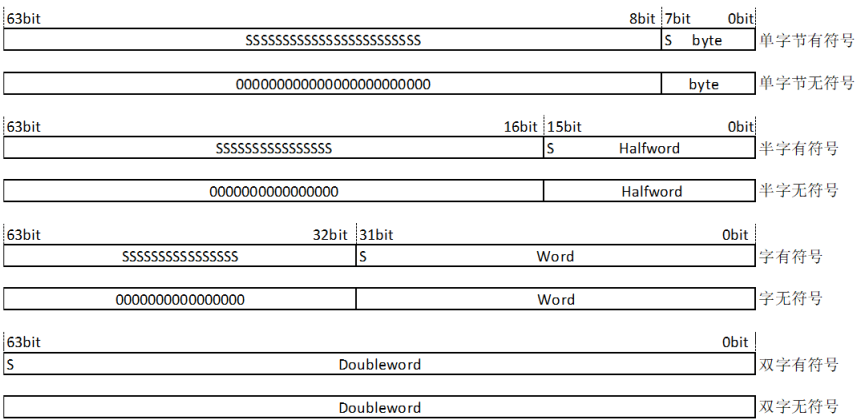 63bit 8bit 7bit 0bit
SSSSSSSSSSSSSSSSSSSSSSSS S byte 单字节有符号
000000000000000000000000 byte 单字节无符号
63bit 16bit 15bit 0bit
SSSSSSSSSSSSSSSS S Halfword 半字有符号
0000000000000000 Halfword 半字无符号
63bit 32bit 31bit 0bit
SSSSSSSSSSSSSSSS S Word 字有符号
0000000000000000 Word 字无符号
63bit 0bit
S Doubleword 双字有符号
Doubleword 双字无符号